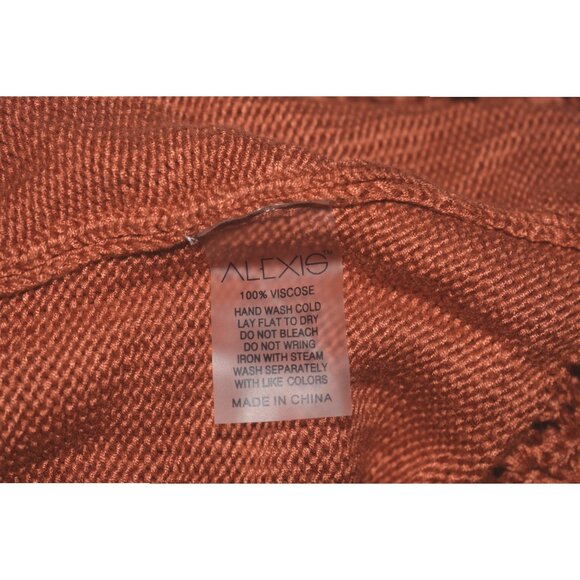 ALEXIS™
100% VISCOSE
HAND WASH COLD
LAY FLAT TO DRY
DO NOT BLEACH
DO NOT WRING
IRON WITH STEAM
WASH SEPARATELY
WITH LIKE COLORS
MADE IN CHINA